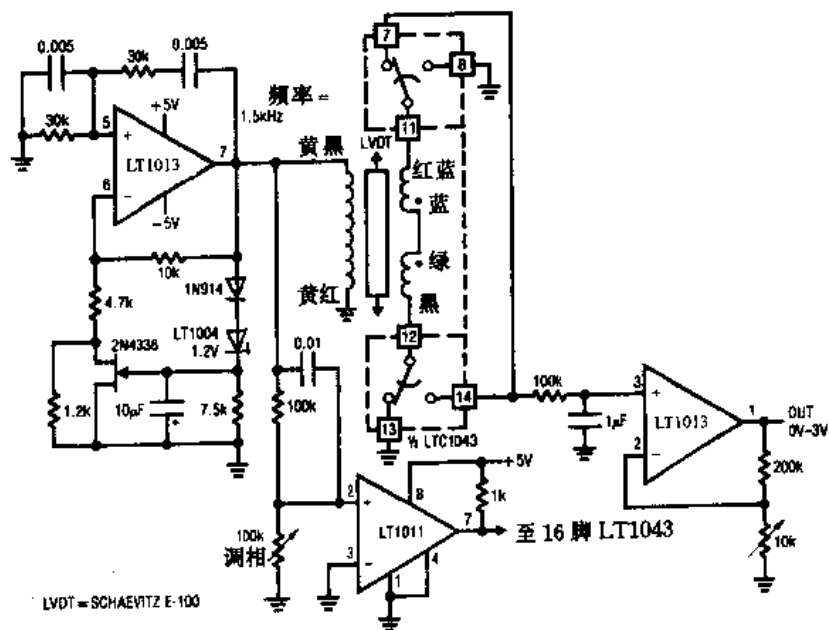 0.005
30k
0.005
30k
+5V
5
+
LT1013
7
6
−
−5V
频率=
1.5kHz
10k
1N914
4.7k
LT1004
1.2V
2N4338
1.2k
10μF
+
7.5k
黄黑
黄红
LVDT
7
8
11
红蓝
蓝
绿
黑
12
14
13
½ LTC1043
0.01
100k
100k
调相
2
+
8
LT1011
7
3
−
1
4
+5V
1k
至 16 脚 LT1043
100k
1μF
3
+
LT1013
1
2
−
OUT
0V-3V
200k
10k
LVDT = SCHAEVITZ E-100